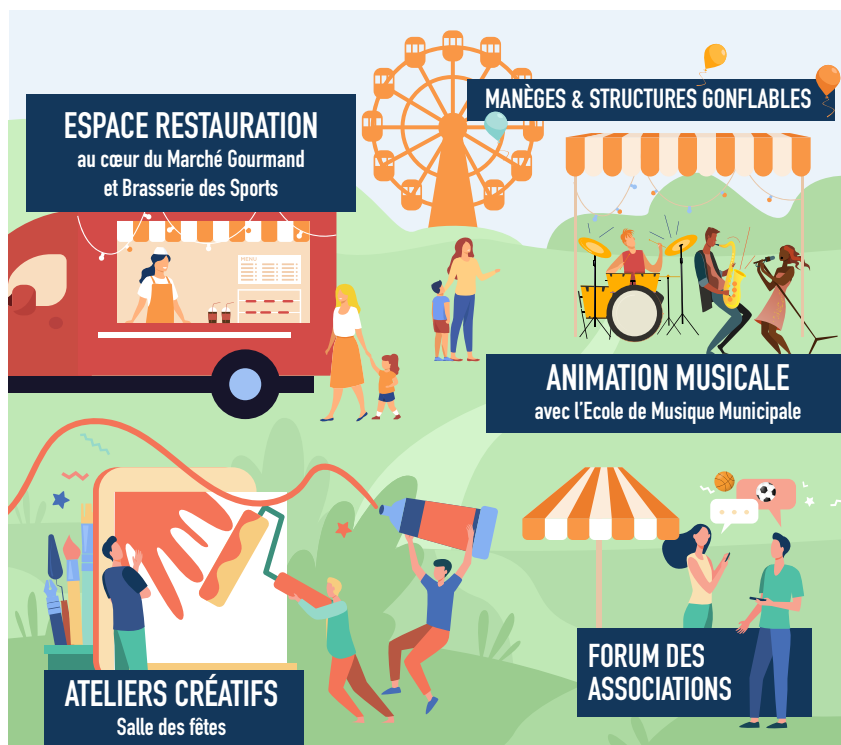 MANÈGES & STRUCTURES GONFLABLES
ESPACE RESTAURATION
au cœur du Marché Gourmand
et Brasserie des Sports
MENU
ANIMATION MUSICALE
avec l'Ecole de Musique Municipale
ATELIERS CRÉATIFS
Salle des fêtes
FORUM DES
ASSOCIATIONS